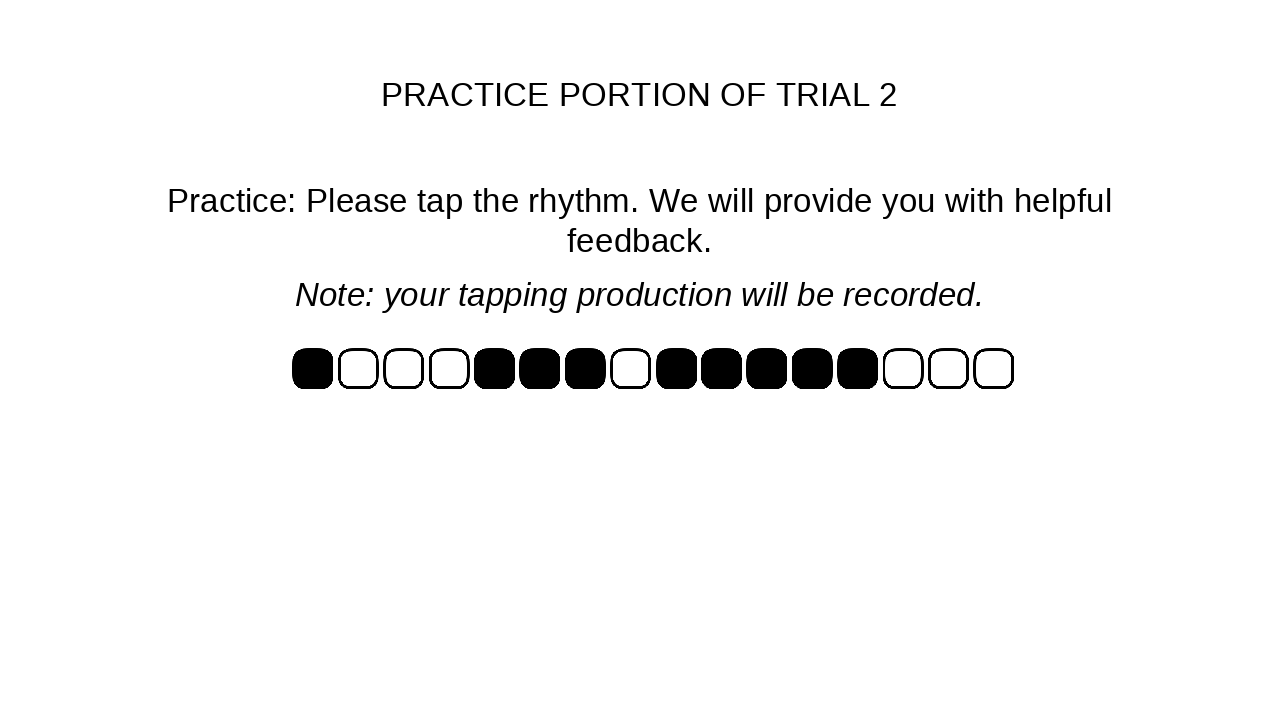 PRACTICE PORTION OF TRIAL 2
Practice: Please tap the rhythm. We will provide you with helpful
feedback.
Note: your tapping production will be recorded.